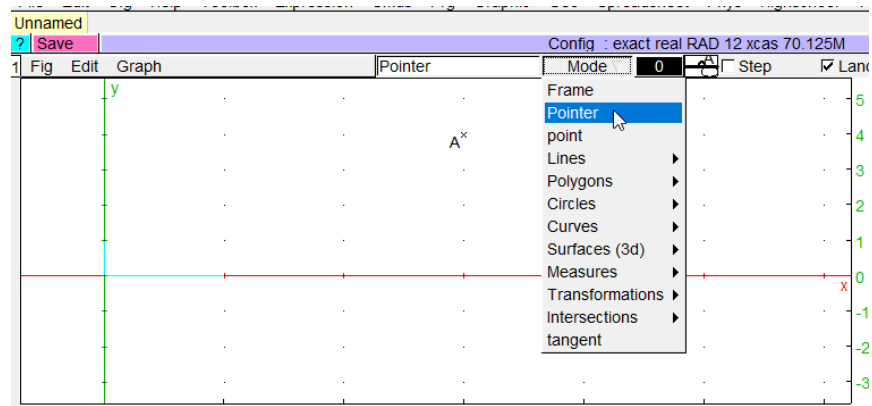 Unnamed
? Save Config : exact real RAD 12 xcas 70.125M
1 Fig Edit Graph Pointer Mode 0 A Step Land
y
Frame
5
Pointer
A
point
4
Lines
3
Polygons
Circles
2
Curves
Surfaces (3d)
1
Measures
0
x
Transformations
-1
Intersections
tangent
-2
-3